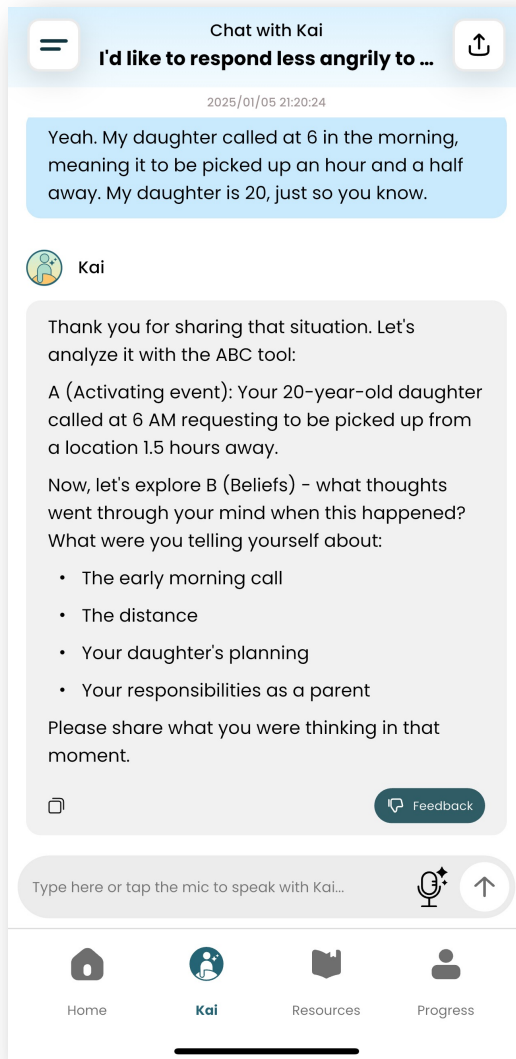 Chat with Kai
I'd like to respond less angrily to ...
2025/01/05 21:20:24
Yeah. My daughter called at 6 in the morning,
meaning it to be picked up an hour and a half
away. My daughter is 20, just so you know.
Kai
Thank you for sharing that situation. Let's
analyze it with the ABC tool:
A (Activating event): Your 20-year-old daughter
called at 6 AM requesting to be picked up from
a location 1.5 hours away.
Now, let's explore B (Beliefs) - what thoughts
went through your mind when this happened?
What were you telling yourself about:
• The early morning call
• The distance
• Your daughter's planning
• Your responsibilities as a parent
Please share what you were thinking in that
moment.
Feedback
Type here or tap the mic to speak with Kai...
Home
Kai
Resources
Progress